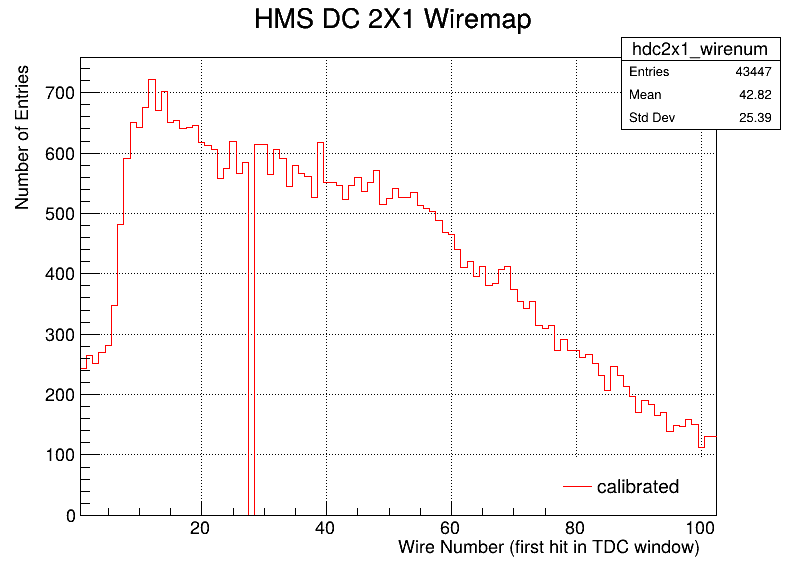 HMS DC 2X1 Wiremap
hdc2x1_wirenum
Entries 43447
Mean 42.82
Std Dev 25.39
Number of Entries
700
600
500
400
300
200
100
0
20 40 60 80 100
calibrated
Wire Number (first hit in TDC window)